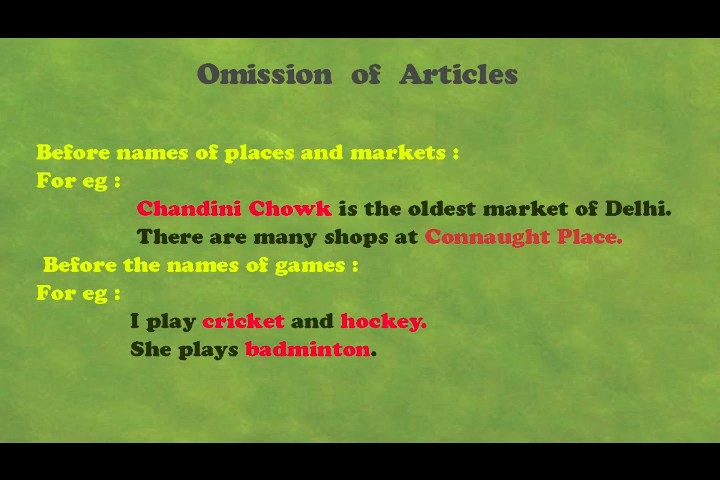 Omission of Articles
Before names of places and markets :
For eg :
Chandini Chowk is the oldest market of Delhi.
There are many shops at Connaught Place.
Before the names of games :
For eg :
I play cricket and hockey.
She plays badminton.